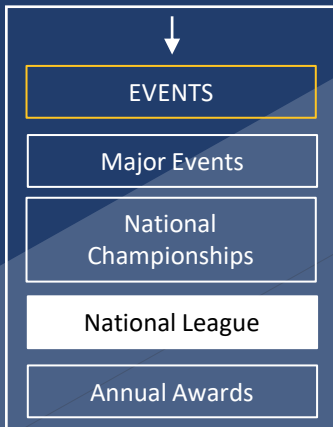 EVENTS
Major Events
National
Championships
National League
Annual Awards